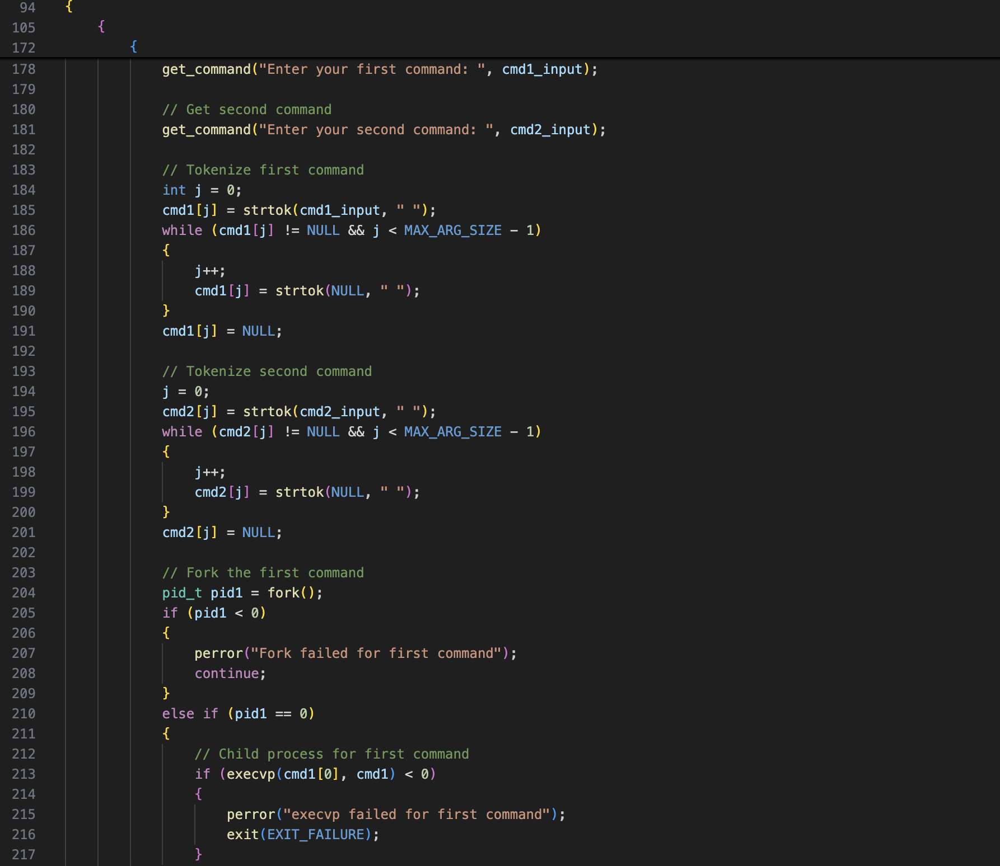 94 {
105 {
172 {
178 get_command("Enter your first command: ", cmd1_input);
179
180 // Get second command
181 get_command("Enter your second command: ", cmd2_input);
182
183 // Tokenize first command
184 int j = 0;
185 cmd1[j] = strtok(cmd1_input, " ");
186 while (cmd1[j] != NULL && j < MAX_ARG_SIZE - 1)
187 {
188 j++;
189 cmd1[j] = strtok(NULL, " ");
190 }
191 cmd1[j] = NULL;
192
193 // Tokenize second command
194 j = 0;
195 cmd2[j] = strtok(cmd2_input, " ");
196 while (cmd2[j] != NULL && j < MAX_ARG_SIZE - 1)
197 {
198 j++;
199 cmd2[j] = strtok(NULL, " ");
200 }
201 cmd2[j] = NULL;
202
203 // Fork the first command
204 pid_t pid1 = fork();
205 if (pid1 < 0)
206 {
207 perror("Fork failed for first command");
208 continue;
209 }
210 else if (pid1 == 0)
211 {
212 // Child process for first command
213 if (execvp(cmd1[0], cmd1) < 0)
214 {
215 perror("execvp failed for first command");
216 exit(EXIT_FAILURE);
217 }